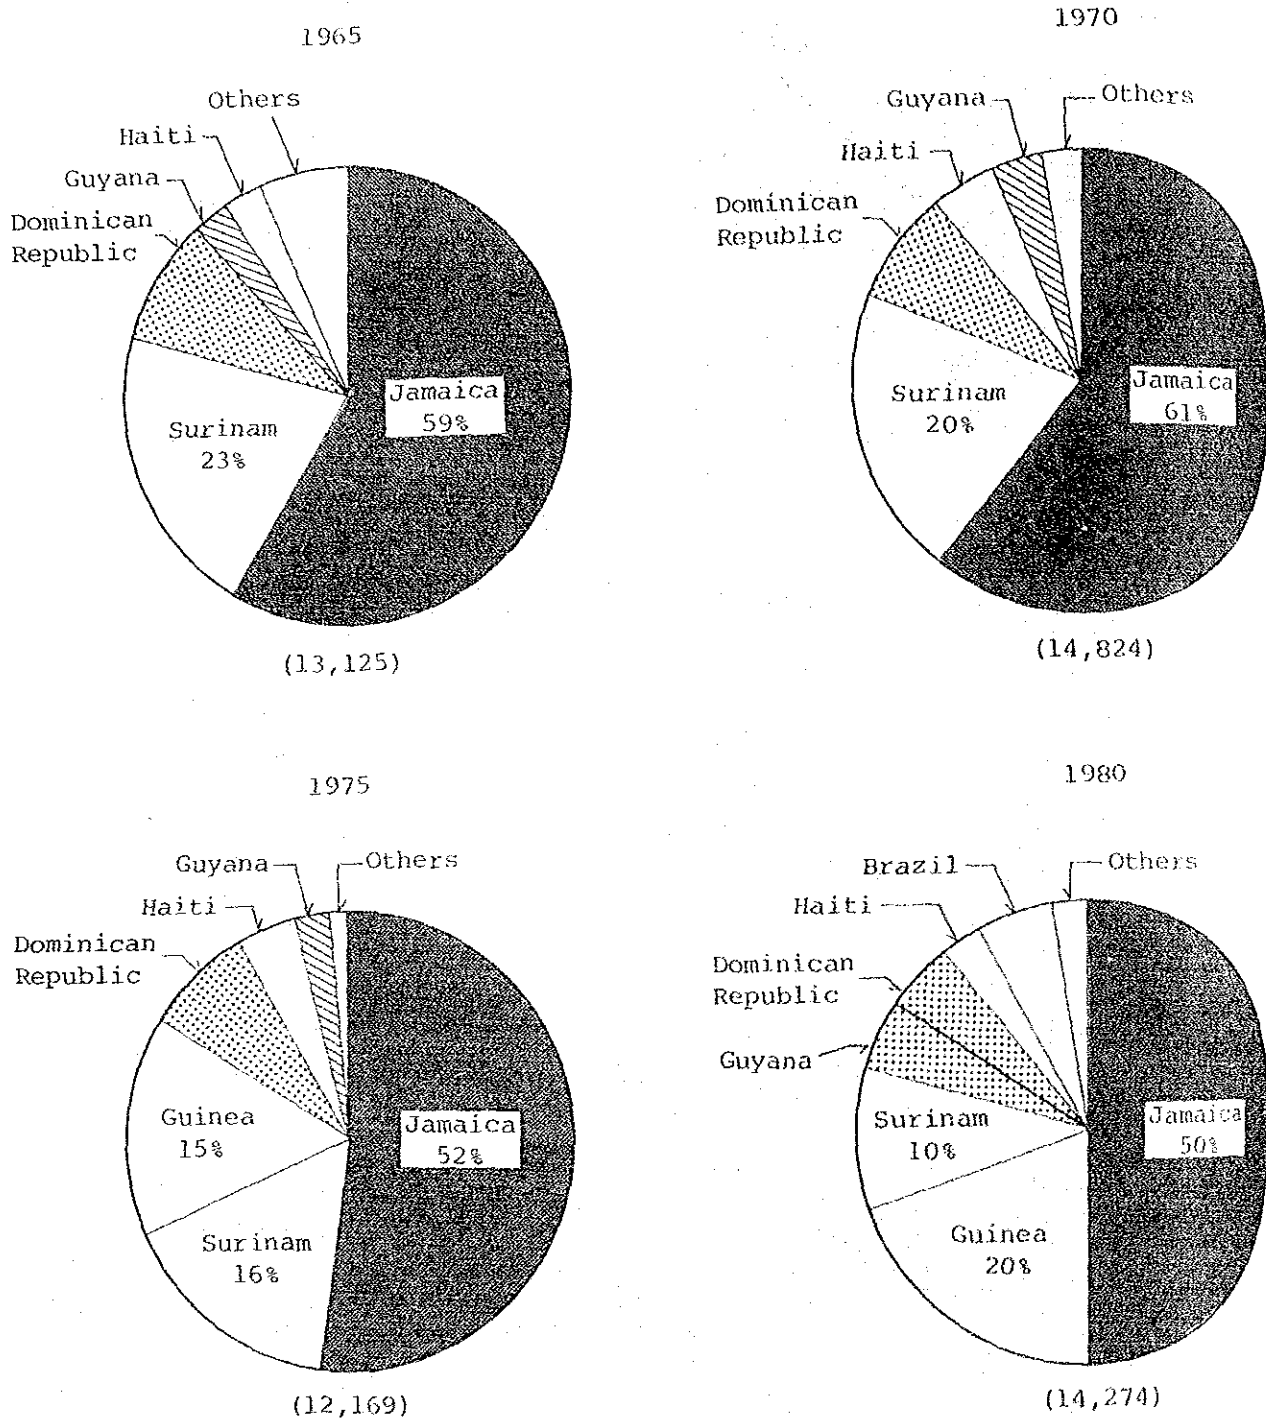 1965
Others
Haiti
Guyana
Dominican
Republic
Jamaica
59%
Surinam
23%
(13,125)
1970
Guyana
Others
Haiti
Dominican
Republic
Surinam
20%
Jamaica
61%
(14,824)
1975
Guyana
Others
Haiti
Dominican
Republic
Guinea
15%
Jamaica
52%
Surinam
16%
(12,169)
1980
Brazil
Others
Haiti
Dominican
Republic
Guyana
Surinam
10%
Jamaica
50%
Guinea
20%
(14,274)